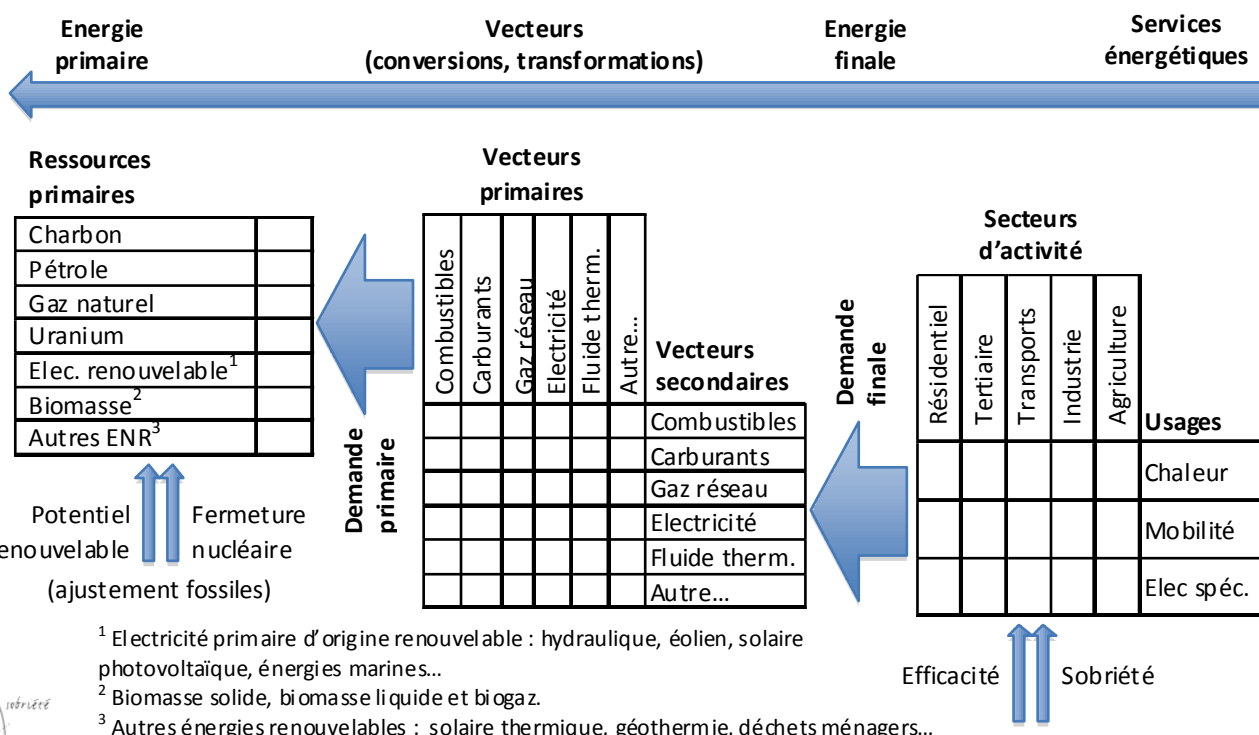 Energie
primaire
Vecteurs
(conversions, transformations)
Energie
finale
Services
énergétiques
Ressources
primaires
Charbon
Pétrole
Gaz naturel
Uranium
Elec. renouvelable¹
Biomasse²
Autres ENR³
Potentiel
enouvelable
Fermeture
nucléaire
(ajustement fossiles)
Demande
primaire
Vecteurs
primaires
Combustibles
Carburants
Gaz réseau
Electricité
Fluide therm.
Autre...
Vecteurs
secondaires
Combustibles
Carburants
Gaz réseau
Electricité
Fluide therm.
Autre...
Demande
finale
Secteurs
d’activité
Résidentiel
Tertiaire
Transports
Industrie
Agriculture
Usages
Chaleur
Mobilité
Elec spéc.
Efficacité
Sobriété
¹ Electricité primaire d’origine renouvelable : hydraulique, éolien, solaire
photovoltaïque, énergies marines...
² Biomasse solide, biomasse liquide et biogaz.
³ Autres énergies renouvelables : solaire thermique, géothermie, déchets ménagers...
sobriété